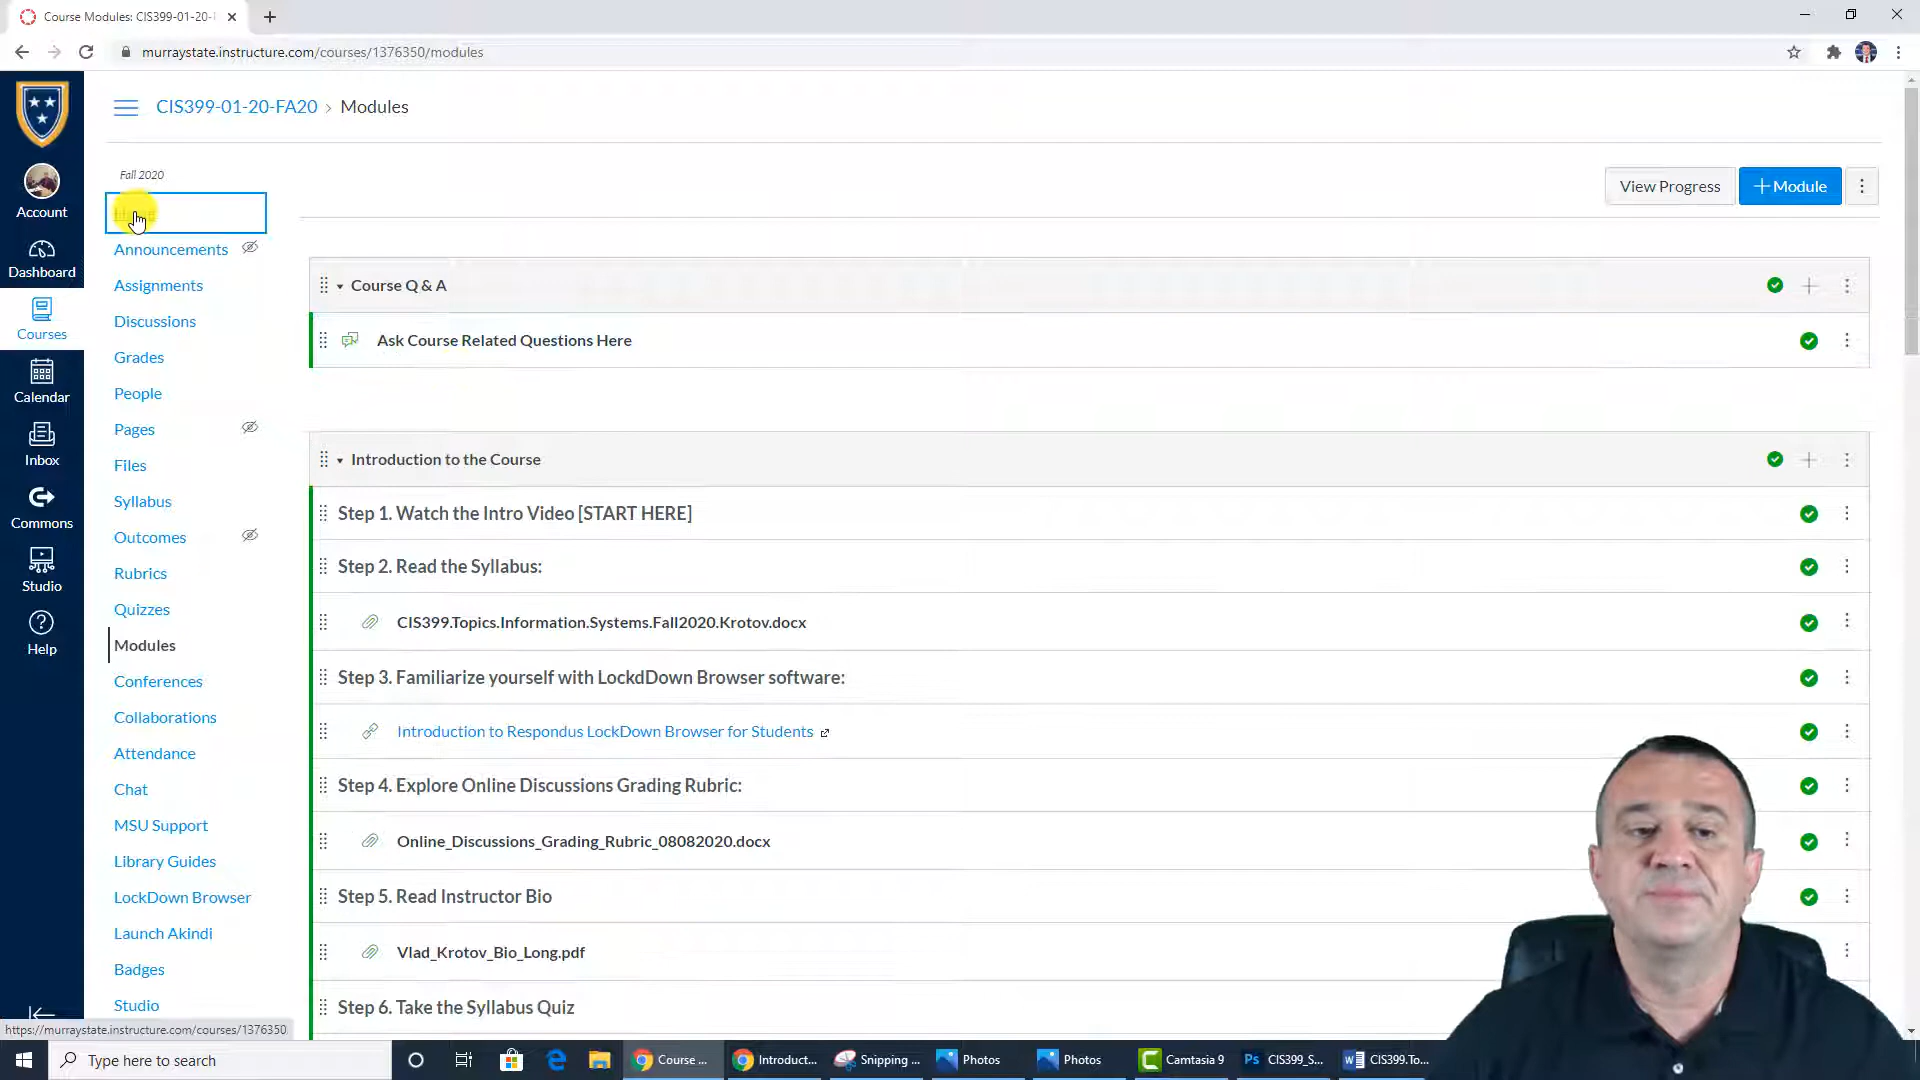 Course Modules: CIS399-01-20-
murraystate.instructure.com/courses/1376350/modules
CIS399-01-20-FA20 › Modules
Fall 2020
View Progress
+ Module
Account
Dashboard
Courses
Calendar
Inbox
Commons
Studio
Help
Announcements
Assignments
Discussions
Grades
People
Pages
Files
Syllabus
Outcomes
Rubrics
Quizzes
Modules
Conferences
Collaborations
Attendance
Chat
MSU Support
Library Guides
LockDown Browser
Launch Akindi
Badges
Studio
Course Q & A
Ask Course Related Questions Here
Introduction to the Course
Step 1. Watch the Intro Video [START HERE]
Step 2. Read the Syllabus:
CIS399.Topics.Information.Systems.Fall2020.Krotov.docx
Step 3. Familiarize yourself with LockdDown Browser software:
Introduction to Respondus LockDown Browser for Students
Step 4. Explore Online Discussions Grading Rubric:
Online_Discussions_Grading_Rubric_08082020.docx
Step 5. Read Instructor Bio
Vlad_Krotov_Bio_Long.pdf
Step 6. Take the Syllabus Quiz
https://murraystate.instructure.com/courses/1376350
Type here to search
Course ...
Introduct...
Snipping ...
Photos
Photos
Camtasia 9
Ps
CIS399_S...
CIS399.To...